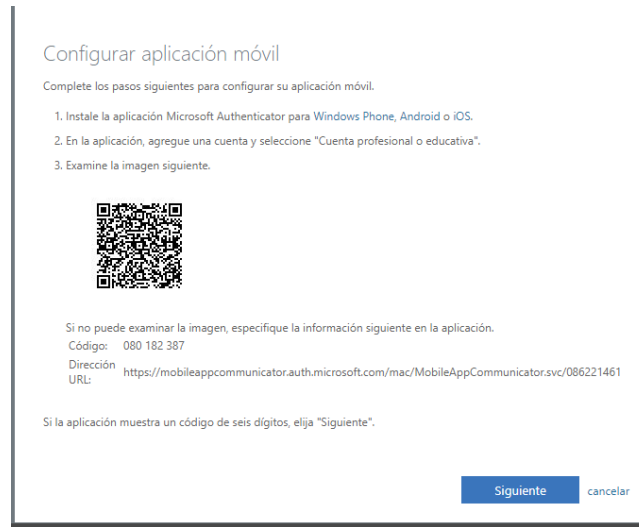 Configurar aplicación móvil
Complete los pasos siguientes para configurar su aplicación móvil.
1. Instale la aplicación Microsoft Authenticator para Windows Phone, Android o iOS.
2. En la aplicación, agregue una cuenta y seleccione "Cuenta profesional o educativa".
3. Examine la imagen siguiente.
Si no puede examinar la imagen, especifique la información siguiente en la aplicación.
Código: 080 182 387
Dirección URL: https://mobileappcommunicator.auth.microsoft.com/mac/MobileAppCommunicator.svc/086221461
Si la aplicación muestra un código de seis dígitos, elija "Siguiente".
Siguiente cancelar